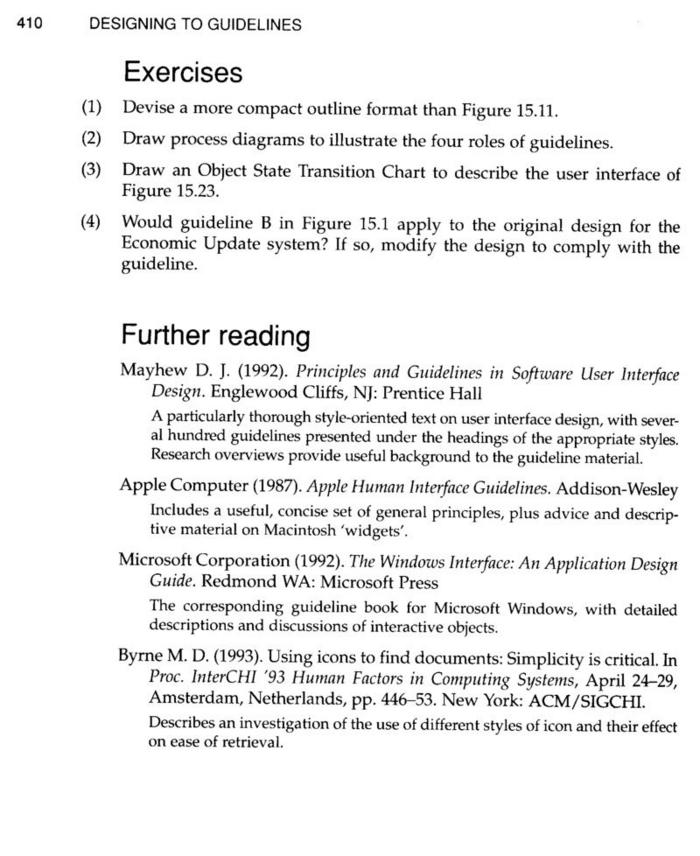 410 DESIGNING TO GUIDELINES
Exercises
(1) Devise a more compact outline format than Figure 15.11.
(2) Draw process diagrams to illustrate the four roles of guidelines.
(3) Draw an Object State Transition Chart to describe the user interface of
Figure 15.23.
(4) Would guideline B in Figure 15.1 apply to the original design for the
Economic Update system? If so, modify the design to comply with the
guideline.
Further reading
Mayhew D. J. (1992). Principles and Guidelines in Software User Interface
Design. Englewood Cliffs, NJ: Prentice Hall
A particularly thorough style-oriented text on user interface design, with sever-
al hundred guidelines presented under the headings of the appropriate styles.
Research overviews provide useful background to the guideline material.
Apple Computer (1987). Apple Human Interface Guidelines. Addison-Wesley
Includes a useful, concise set of general principles, plus advice and descrip-
tive material on Macintosh 'widgets'.
Microsoft Corporation (1992). The Windows Interface: An Application Design
Guide. Redmond WA: Microsoft Press
The corresponding guideline book for Microsoft Windows, with detailed
descriptions and discussions of interactive objects.
Byrne M. D. (1993). Using icons to find documents: Simplicity is critical. In
Proc. InterCHI '93 Human Factors in Computing Systems, April 24–29,
Amsterdam, Netherlands, pp. 446–53. New York: ACM/SIGCHI.
Describes an investigation of the use of different styles of icon and their effect
on ease of retrieval.